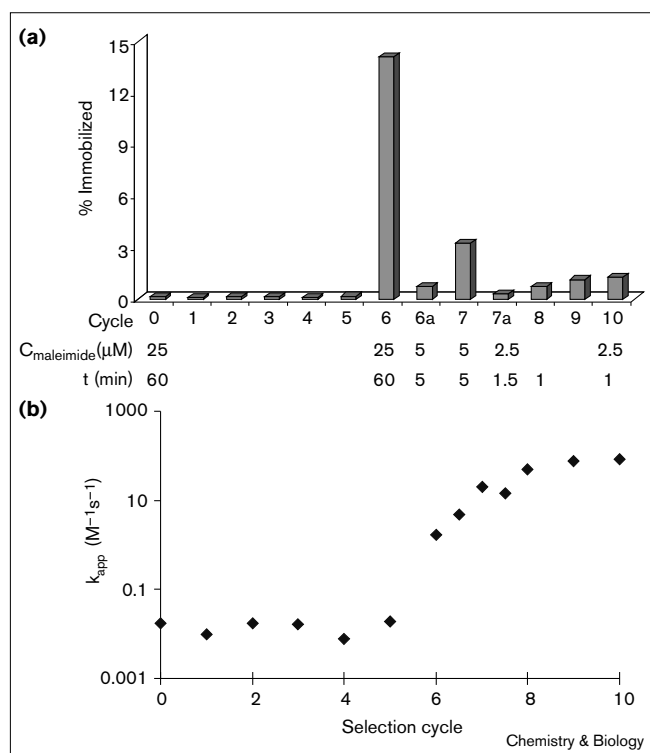 (a)
15
12
9
6
3
0
% Immobilized
Cycle 0 1 2 3 4 5 6 6a 7 7a 8 9 10
Cmaleimide(μM) 25 25 5 5 2.5 2.5
t (min) 60 60 5 5 1.5 1 1
(b)
1000
10
0.1
0.001
kapp (M−1s−1)
0 2 4 6 8 10
Selection cycle
Chemistry & Biology